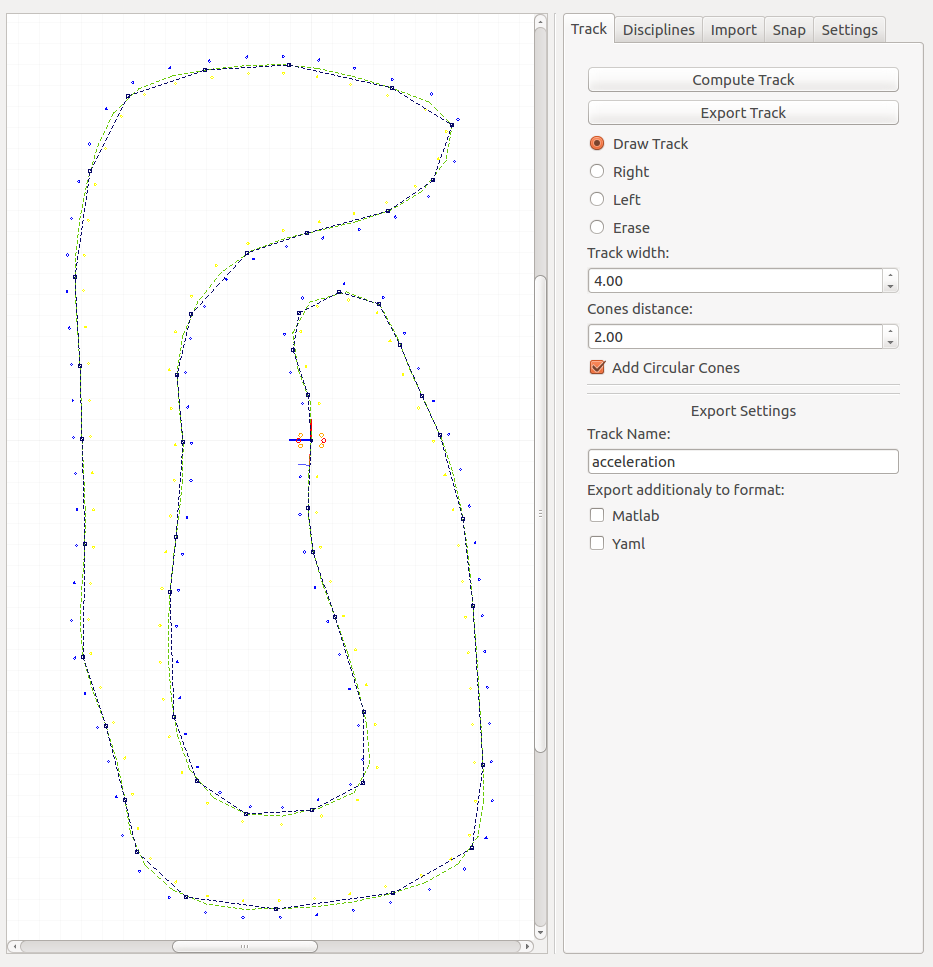 Track Disciplines Import Snap Settings
Compute Track
Export Track
Draw Track
Right
Left
Erase
Track width:
4.00
Cones distance:
2.00
Add Circular Cones
Export Settings
Track Name:
acceleration
Export additionaly to format:
Matlab
Yaml